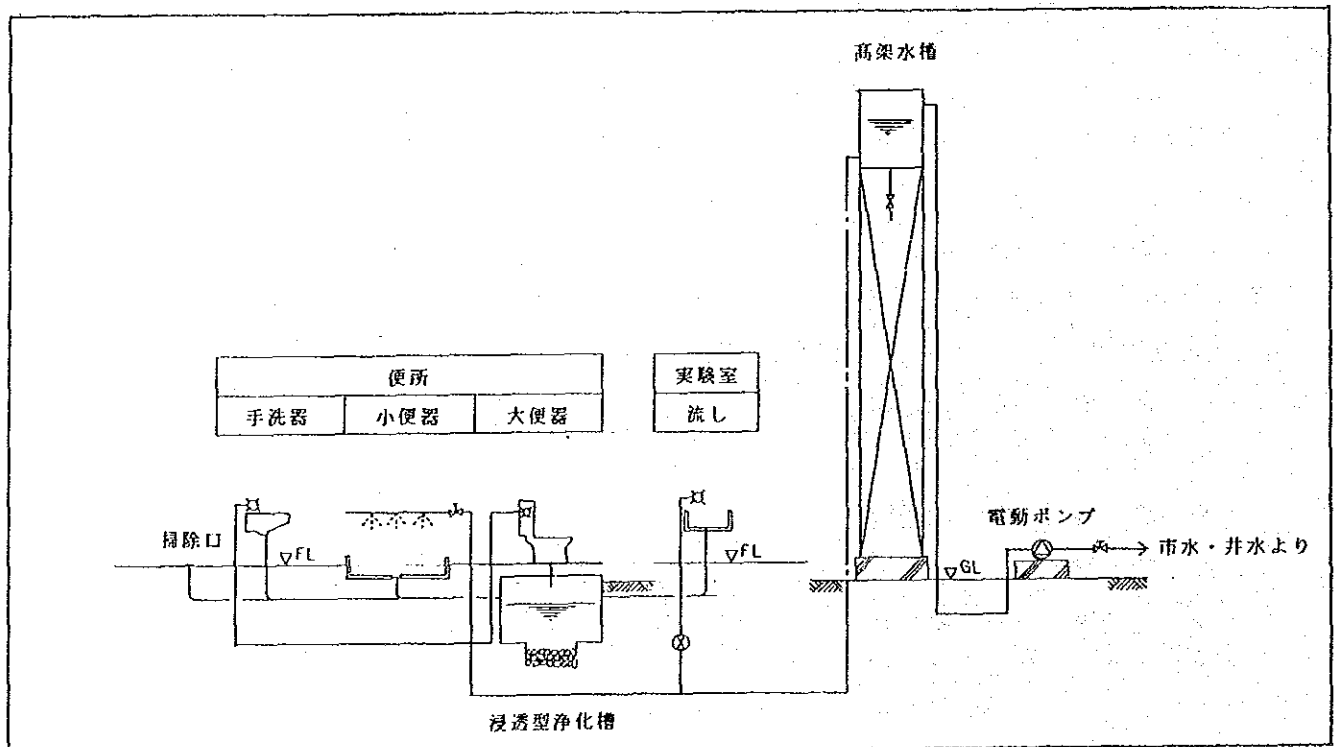 高架水槽
便所
実験室
手洗器
小便器
大便器
流し
掃除口
FL
FL
電動ポンプ
市水・井水より
GL
浸透型浄化槽